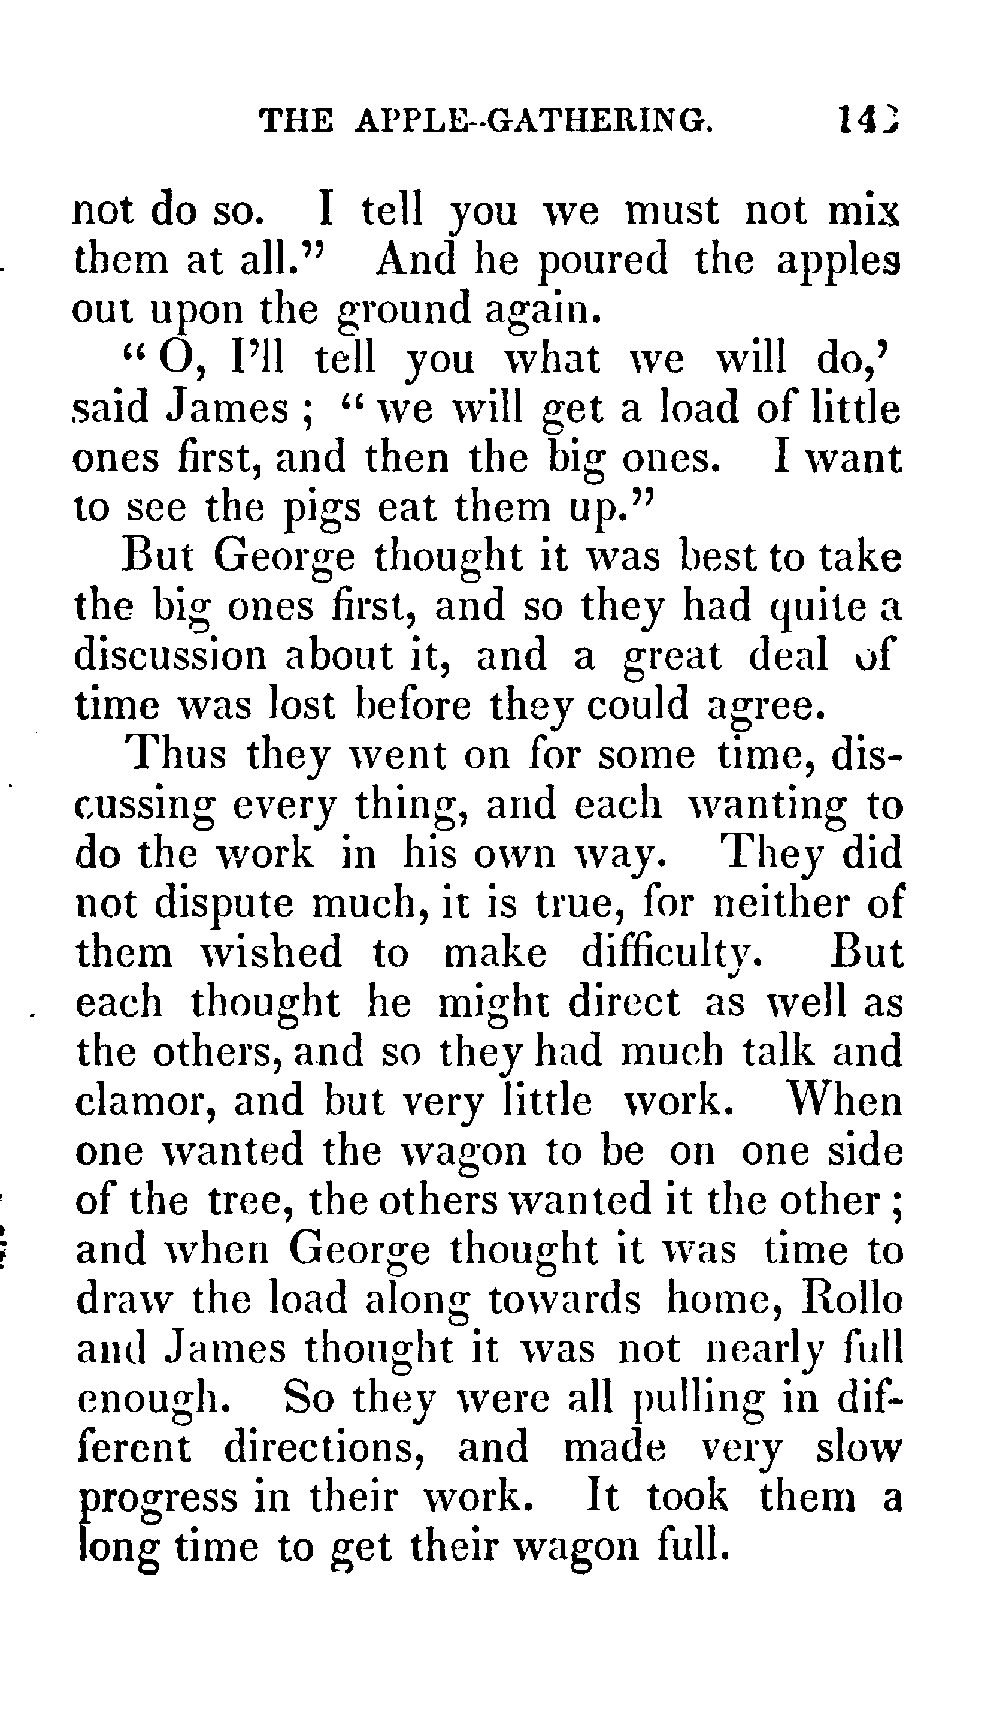 THE APPLE-GATHERING.
not do so. I tell you we must not mix
them at all." And he poured the apples
out upon the ground again.
"O, I'll tell you what we will do,'
said James; "we will get a load of little
ones first, and then the big ones. I want
to see the pigs eat them up."
But George thought it was best to take
the big ones first, and so they had quite a
discussion about it, and a great deal of
time was lost before they could agree.
Thus they went on for some time, dis-
cussing every thing, and each wanting to
do the work in his own way. They did
not dispute much, it is true, for neither of
them wished to make difficulty. But
each thought he might direct as well as
the others, and so they had much talk and
clamor, and but very little work. When
one wanted the wagon to be on one side
of the tree, the others wanted it the other;
and when George thought it was time to
draw the load along towards home, Rollo
and James thought it was not nearly full
enough. So they were all pulling in dif-
ferent directions, and made very slow
progress in their work. It took them a
long time to get their wagon full.